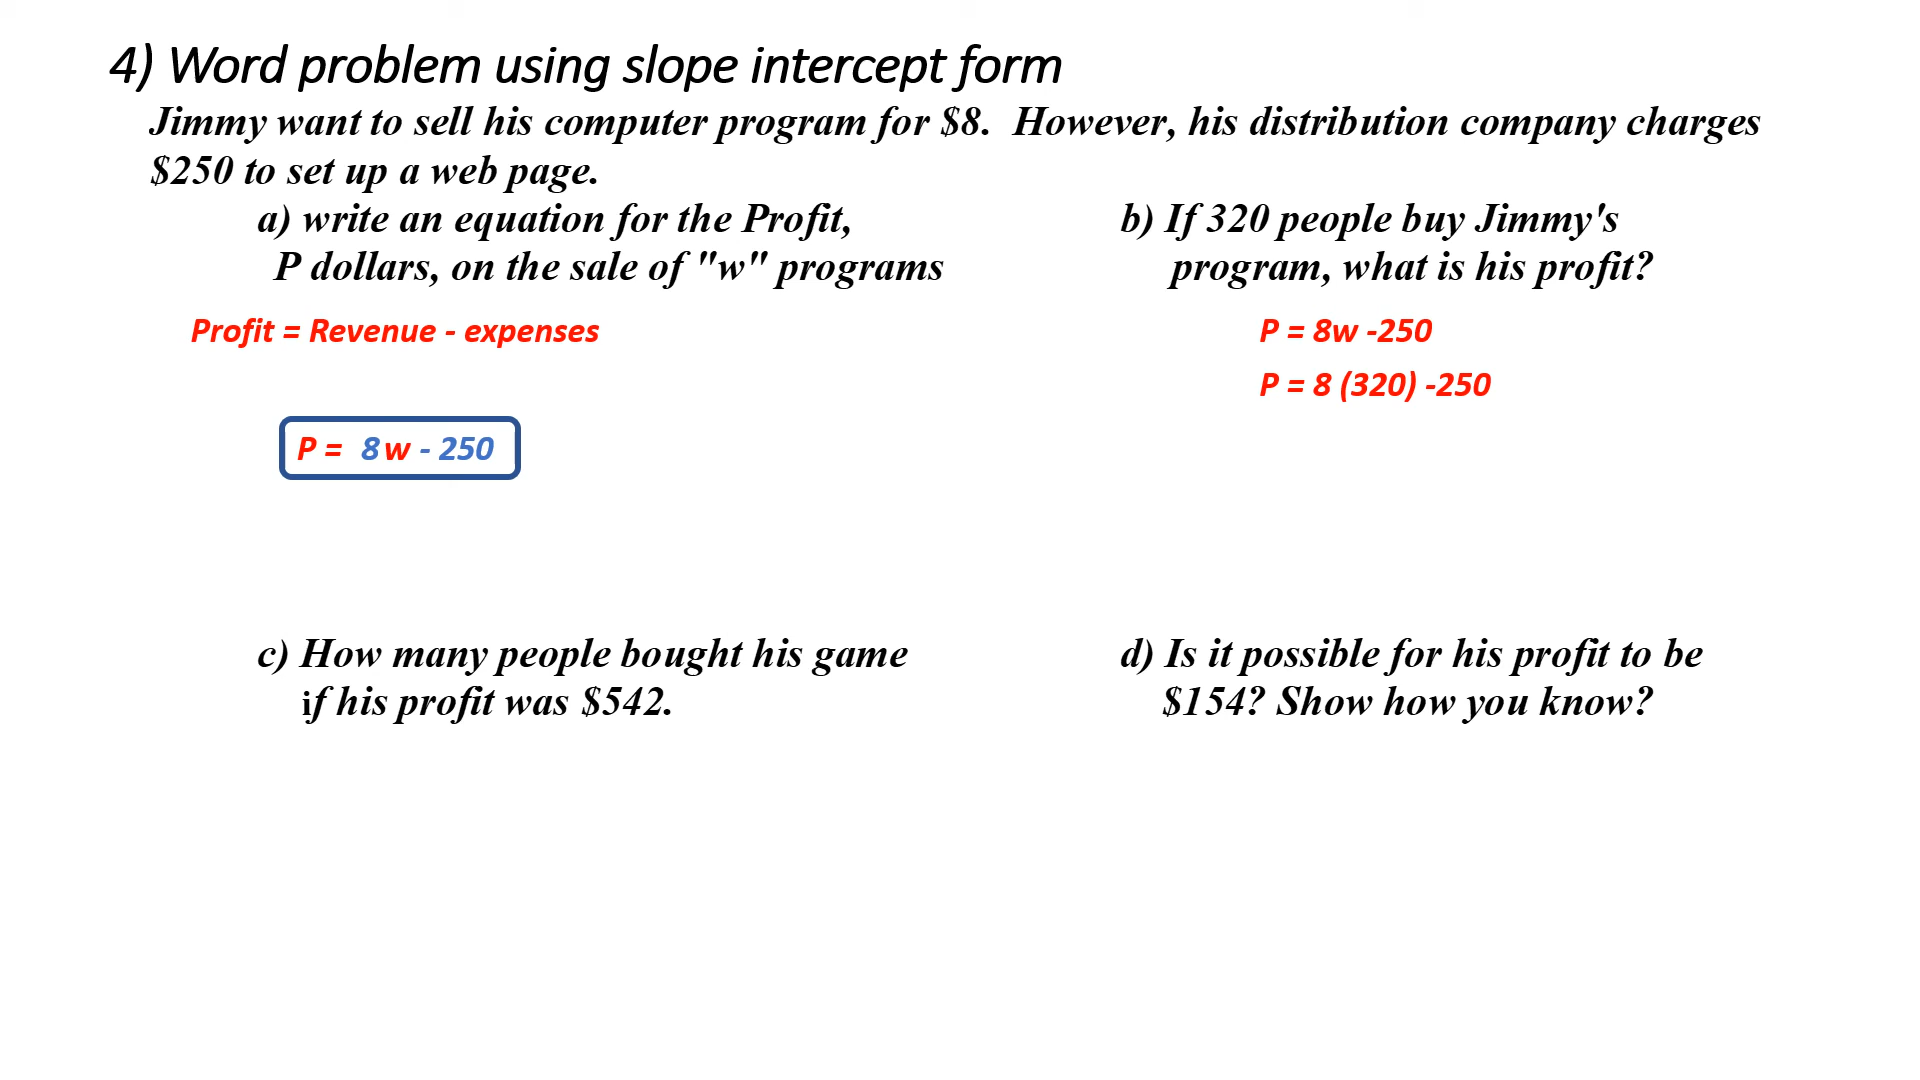 4) Word problem using slope intercept form
Jimmy want to sell his computer program for $8. However, his distribution company charges
$250 to set up a web page.
a) write an equation for the Profit,
P dollars, on the sale of "w" programs
Profit = Revenue - expenses
P = 8w - 250
b) If 320 people buy Jimmy's
program, what is his profit?
P = 8w -250
P = 8 (320) -250
c) How many people bought his game
if his profit was $542.
d) Is it possible for his profit to be
$154? Show how you know?